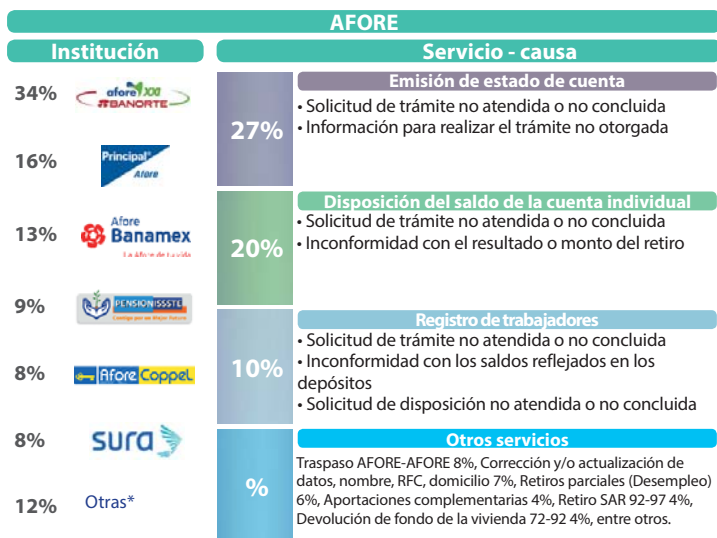 AFORE
Institución
Servicio - causa
34%
afore XXI
BANORTE
16%
Principal
Afore
13%
Afore
Banamex
La Afore de tu vida
9%
PENSIONISSSTE
Contigo por un Mejor Futuro
8%
Afore Coppel
8%
sura
12%
Otras*
27%
Emisión de estado de cuenta
• Solicitud de trámite no atendida o no concluida
• Información para realizar el trámite no otorgada
20%
Disposición del saldo de la cuenta individual
• Solicitud de trámite no atendida o no concluida
• Inconformidad con el resultado o monto del retiro
10%
Registro de trabajadores
• Solicitud de trámite no atendida o no concluida
• Inconformidad con los saldos reflejados en los
depósitos
• Solicitud de disposición no atendida o no concluida
%
Otros servicios
Traspaso AFORE-AFORE 8%, Corrección y/o actualización de
datos, nombre, RFC, domicilio 7%, Retiros parciales (Desempleo)
6%, Aportaciones complementarias 4%, Retiro SAR 92-97 4%,
Devolución de fondo de la vivienda 72-92 4%, entre otros.